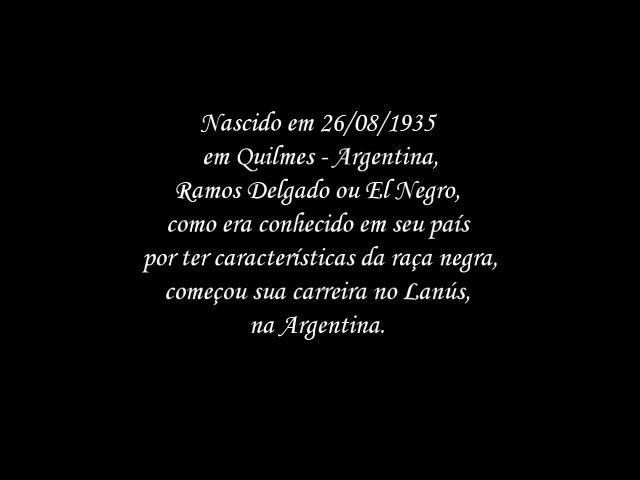 Nascido em 26/08/1935
em Quilmes - Argentina,
Ramos Delgado ou El Negro,
como era conhecido em seu país
por ter características da raça negra,
começou sua carreira no Lanús,
na Argentina.